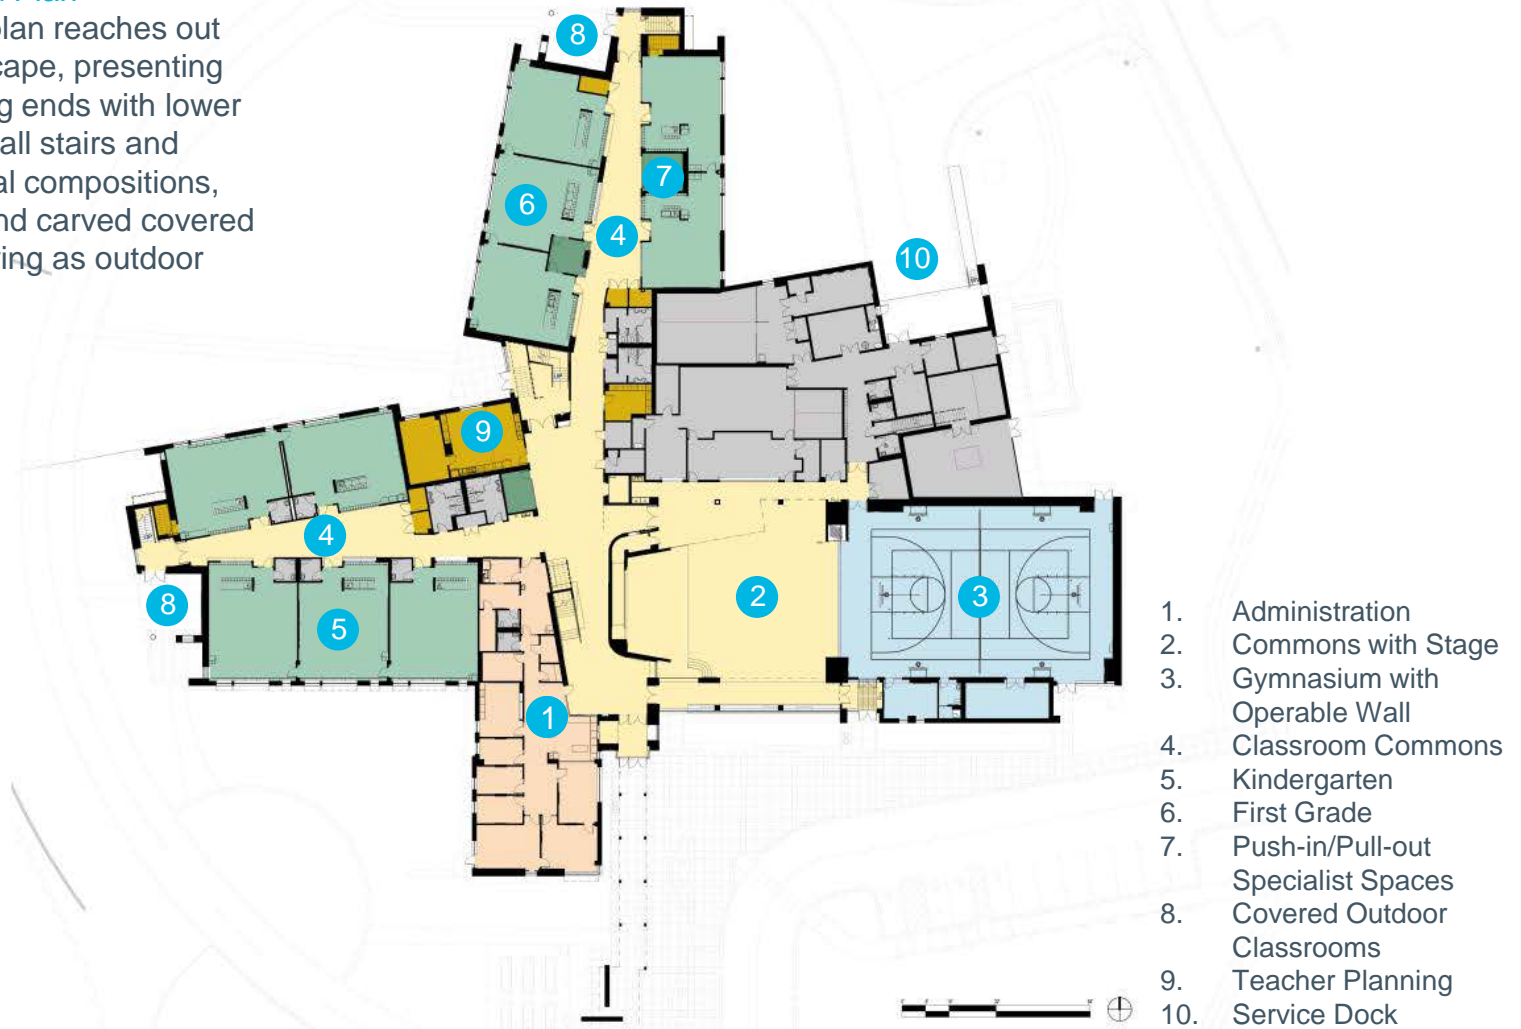 plan reaches out
cape, presenting
g ends with lower
all stairs and
al compositions,
nd carved covered
ing as outdoor
8
7
6
4
10
9
4
8
5
2
3
1
1. Administration
2. Commons with Stage
3. Gymnasium with
Operable Wall
4. Classroom Commons
5. Kindergarten
6. First Grade
7. Push-in/Pull-out
Specialist Spaces
8. Covered Outdoor
Classrooms
9. Teacher Planning
10. Service Dock